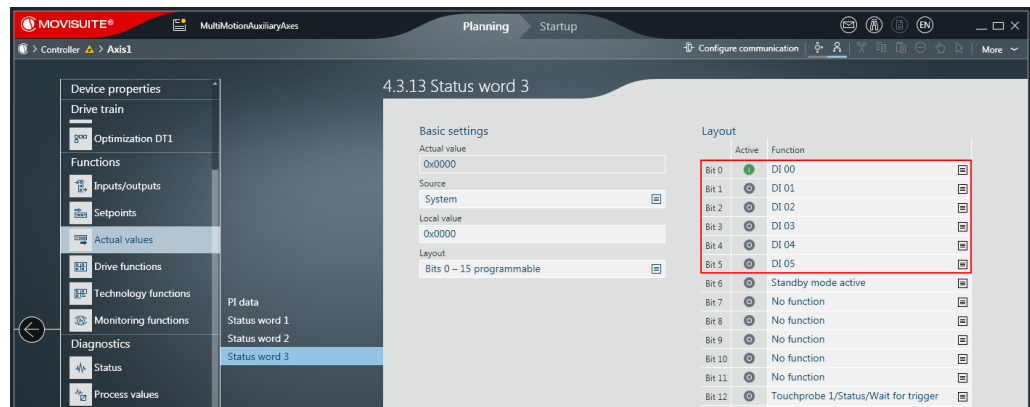 MOVISUITE® MultiMotionAuxiliaryAxes Planning Startup EN
> Controller > Axis1 Configure communication More
4.3.13 Status word 3
Device properties
Drive train
Optimization DT1
Functions
Inputs/outputs
Setpoints
Actual values
Drive functions
Technology functions
Monitoring functions
Diagnostics
Status
Process values
PI data
Status word 1
Status word 2
Status word 3
Basic settings
Actual value
0x0000
Source
System
Local value
0x0000
Layout
Bits 0 – 15 programmable
Layout
Active Function
Bit 0 DI 00
Bit 1 DI 01
Bit 2 DI 02
Bit 3 DI 03
Bit 4 DI 04
Bit 5 DI 05
Bit 6 Standby mode active
Bit 7 No function
Bit 8 No function
Bit 9 No function
Bit 10 No function
Bit 11 No function
Bit 12 Touchprobe 1/Status/Wait for trigger